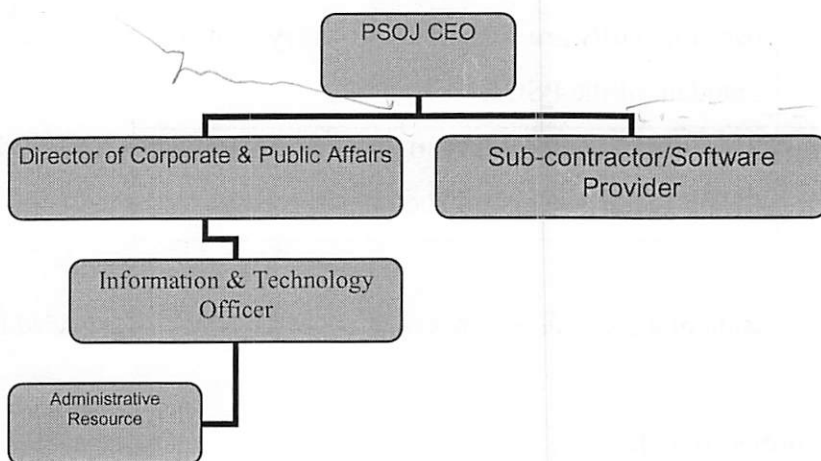 PSOJ CEO
Director of Corporate & Public Affairs
Sub-contractor/Software
Provider
Information & Technology
Officer
Administrative
Resource